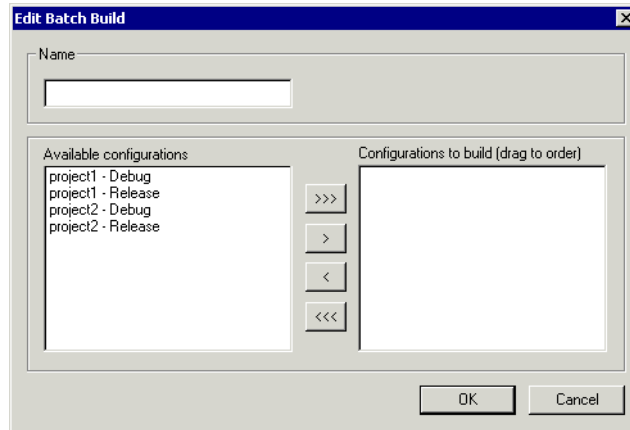 Edit Batch Build
Name
Available configurations
Configurations to build (drag to order)
project1 - Debug
project1 - Release
project2 - Debug
project2 - Release
>>>
>
<
<<<
OK
Cancel